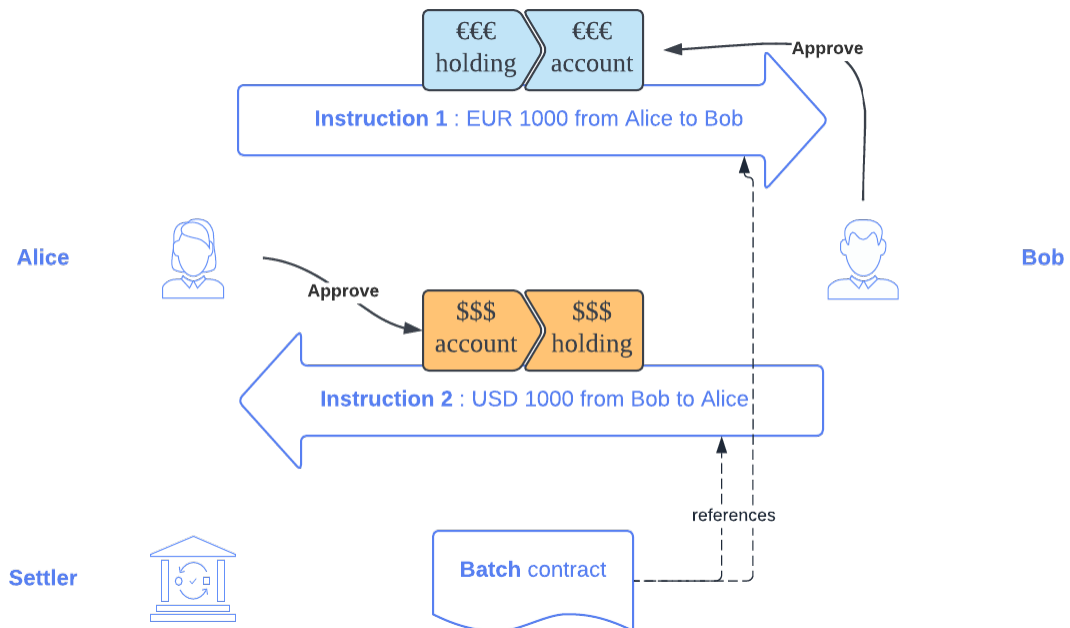 €€€
holding
€€€
account
Approve
Instruction 1 : EUR 1000 from Alice to Bob
Alice
Bob
Approve
$$$
account
$$$
holding
Instruction 2 : USD 1000 from Bob to Alice
references
Settler
Batch contract